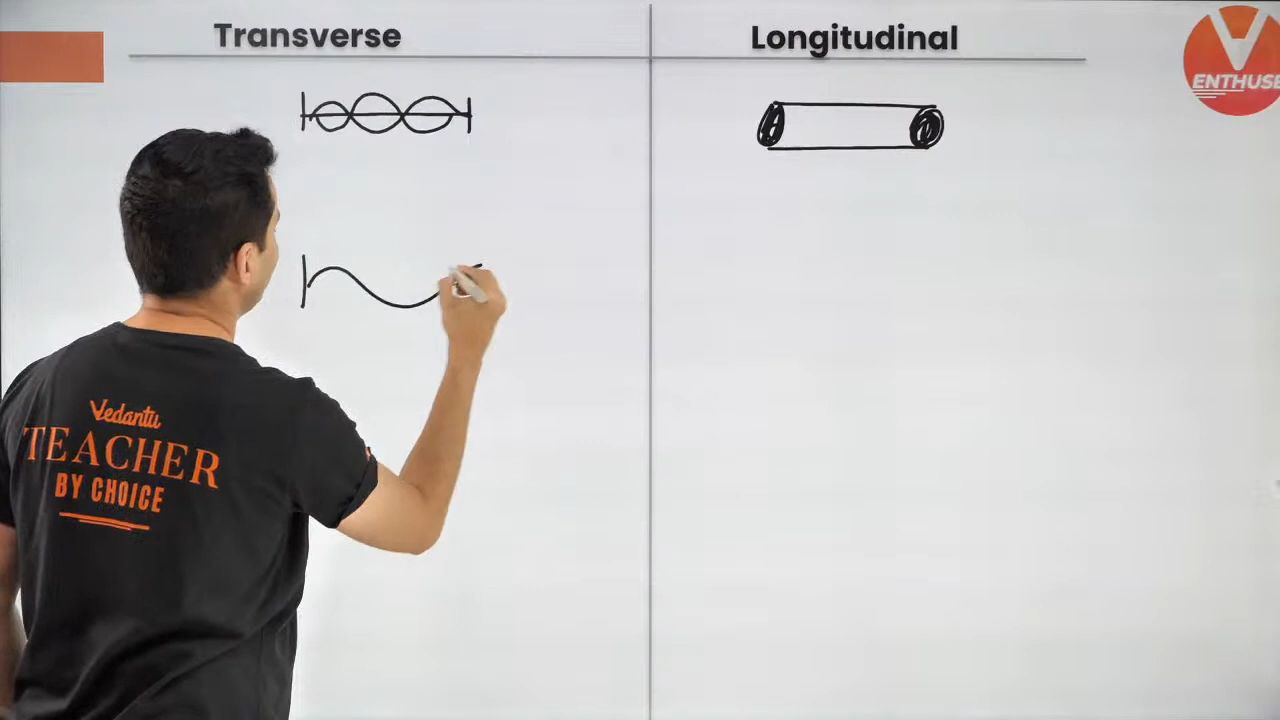 Transverse
Longitudinal
ENTHUSE
Vedantu
TEACHER
BY CHOICE